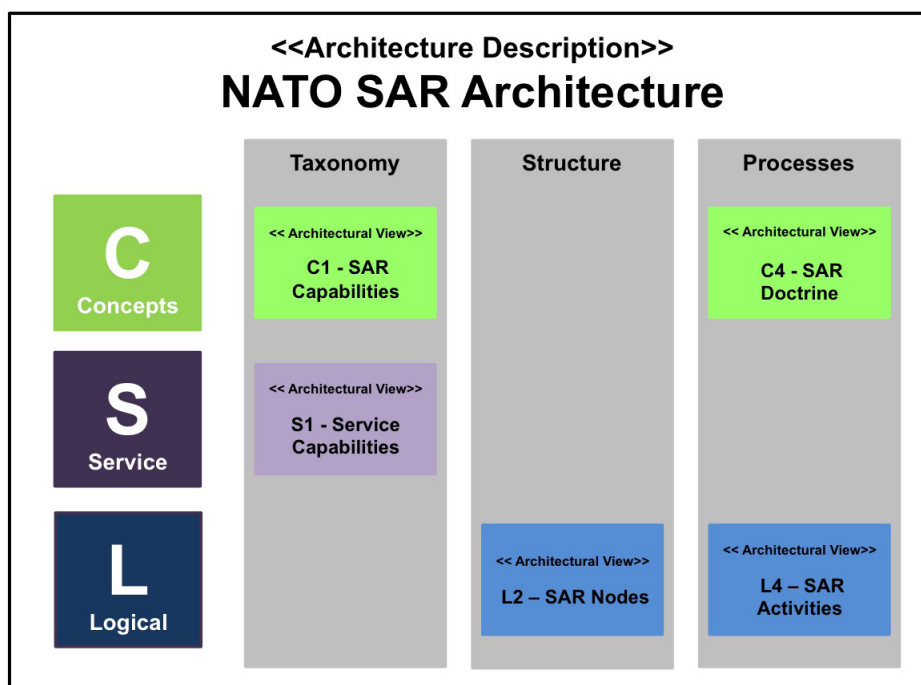 <<Architecture Description>>
NATO SAR Architecture
Taxonomy
Structure
Processes
C
Concepts
<< Architectural View>>
C1 - SAR
Capabilities
<< Architectural View>>
C4 - SAR
Doctrine
S
Service
<< Architectural View>>
S1 - Service
Capabilities
L
Logical
<< Architectural View>>
L2 – SAR Nodes
<< Architectural View>>
L4 – SAR
Activities